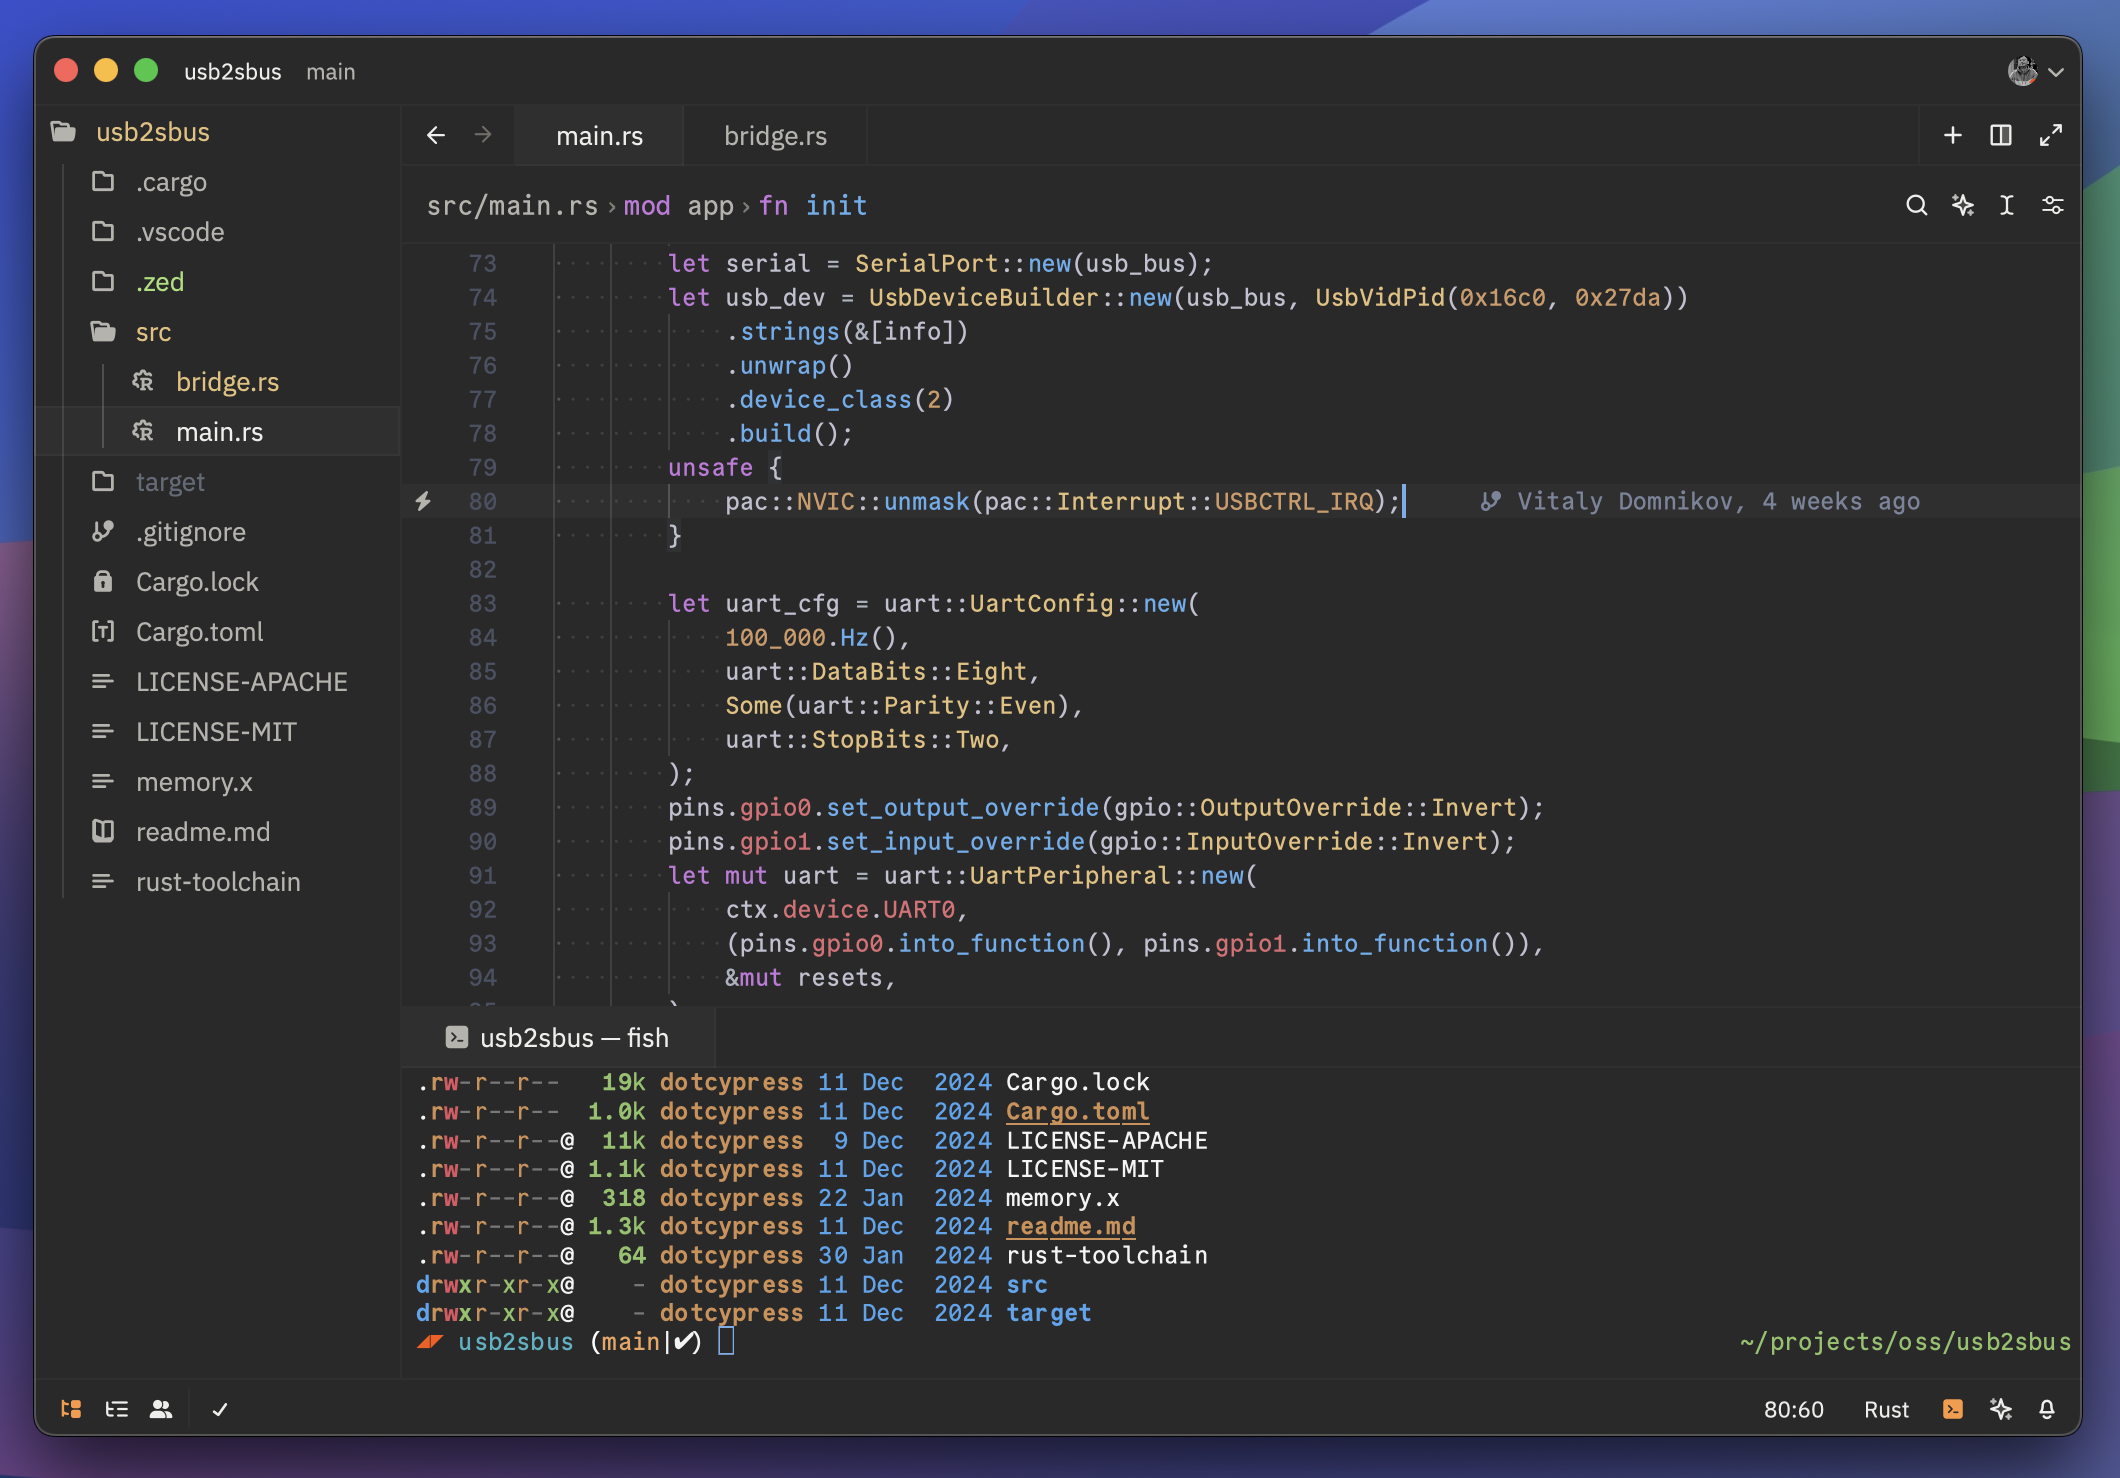 usb2sbus main
usb2sbus
.cargo
.vscode
.zed
src
bridge.rs
main.rs
target
.gitignore
Cargo.lock
Cargo.toml
LICENSE-APACHE
LICENSE-MIT
memory.x
readme.md
rust-toolchain
main.rs bridge.rs
src/main.rs › mod app › fn init
73 let serial = SerialPort::new(usb_bus);
74 let usb_dev = UsbDeviceBuilder::new(usb_bus, UsbVidPid(0x16c0, 0x27da))
75 .strings(&[info])
76 .unwrap()
77 .device_class(2)
78 .build();
79 unsafe {
80 pac::NVIC::unmask(pac::Interrupt::USBCTRL_IRQ); Vitaly Domnikov, 4 weeks ago
81 }
82
83 let uart_cfg = uart::UartConfig::new(
84 100_000.Hz(),
85 uart::DataBits::Eight,
86 Some(uart::Parity::Even),
87 uart::StopBits::Two,
88 );
89 pins.gpio0.set_output_override(gpio::OutputOverride::Invert);
90 pins.gpio1.set_input_override(gpio::InputOverride::Invert);
91 let mut uart = uart::UartPeripheral::new(
92 ctx.device.UART0,
93 (pins.gpio0.into_function(), pins.gpio1.into_function()),
94 &mut resets,
usb2sbus — fish
.rw-r--r-- 19k dotcypress 11 Dec 2024 Cargo.lock
.rw-r--r-- 1.0k dotcypress 11 Dec 2024 Cargo.toml
.rw-r--r--@ 11k dotcypress 9 Dec 2024 LICENSE-APACHE
.rw-r--r--@ 1.1k dotcypress 11 Dec 2024 LICENSE-MIT
.rw-r--r--@ 318 dotcypress 22 Jan 2024 memory.x
.rw-r--r--@ 1.3k dotcypress 11 Dec 2024 readme.md
.rw-r--r--@ 64 dotcypress 30 Jan 2024 rust-toolchain
drwxr-xr-x@ - dotcypress 11 Dec 2024 src
drwxr-xr-x@ - dotcypress 11 Dec 2024 target
usb2sbus (main|✔) ~/projects/oss/usb2sbus
80:60 Rust